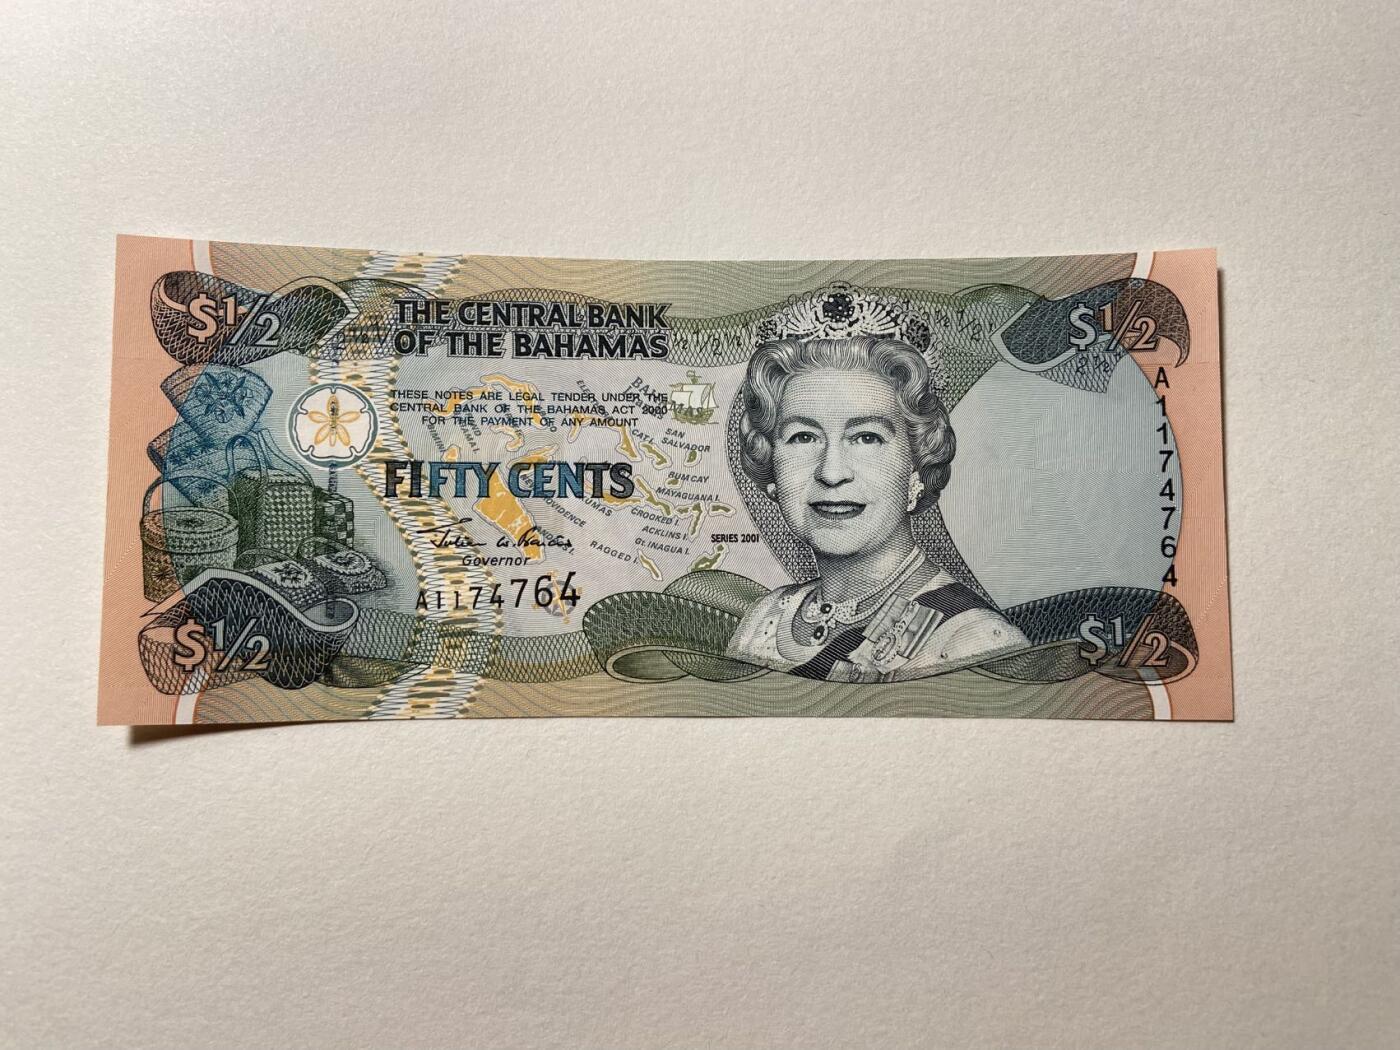 $1/2
THE CENTRAL BANK
OF THE BAHAMAS
$1/2
THESE NOTES ARE LEGAL TENDER UNDER THE
CENTRAL BANK OF THE BAHAMAS ACT 2000
FOR THE PAYMENT OF ANY AMOUNT
FIFTY CENTS
SAN
SALVADOR
CAT I.
RUM CAY
MAYAGUANA I.
CROOKED I.
ACKLINS I.
Gt. INAGUA I.
RAGGED I.
SERIES 2001
Governor
A1174764
A1174764
$1/2
$1/2